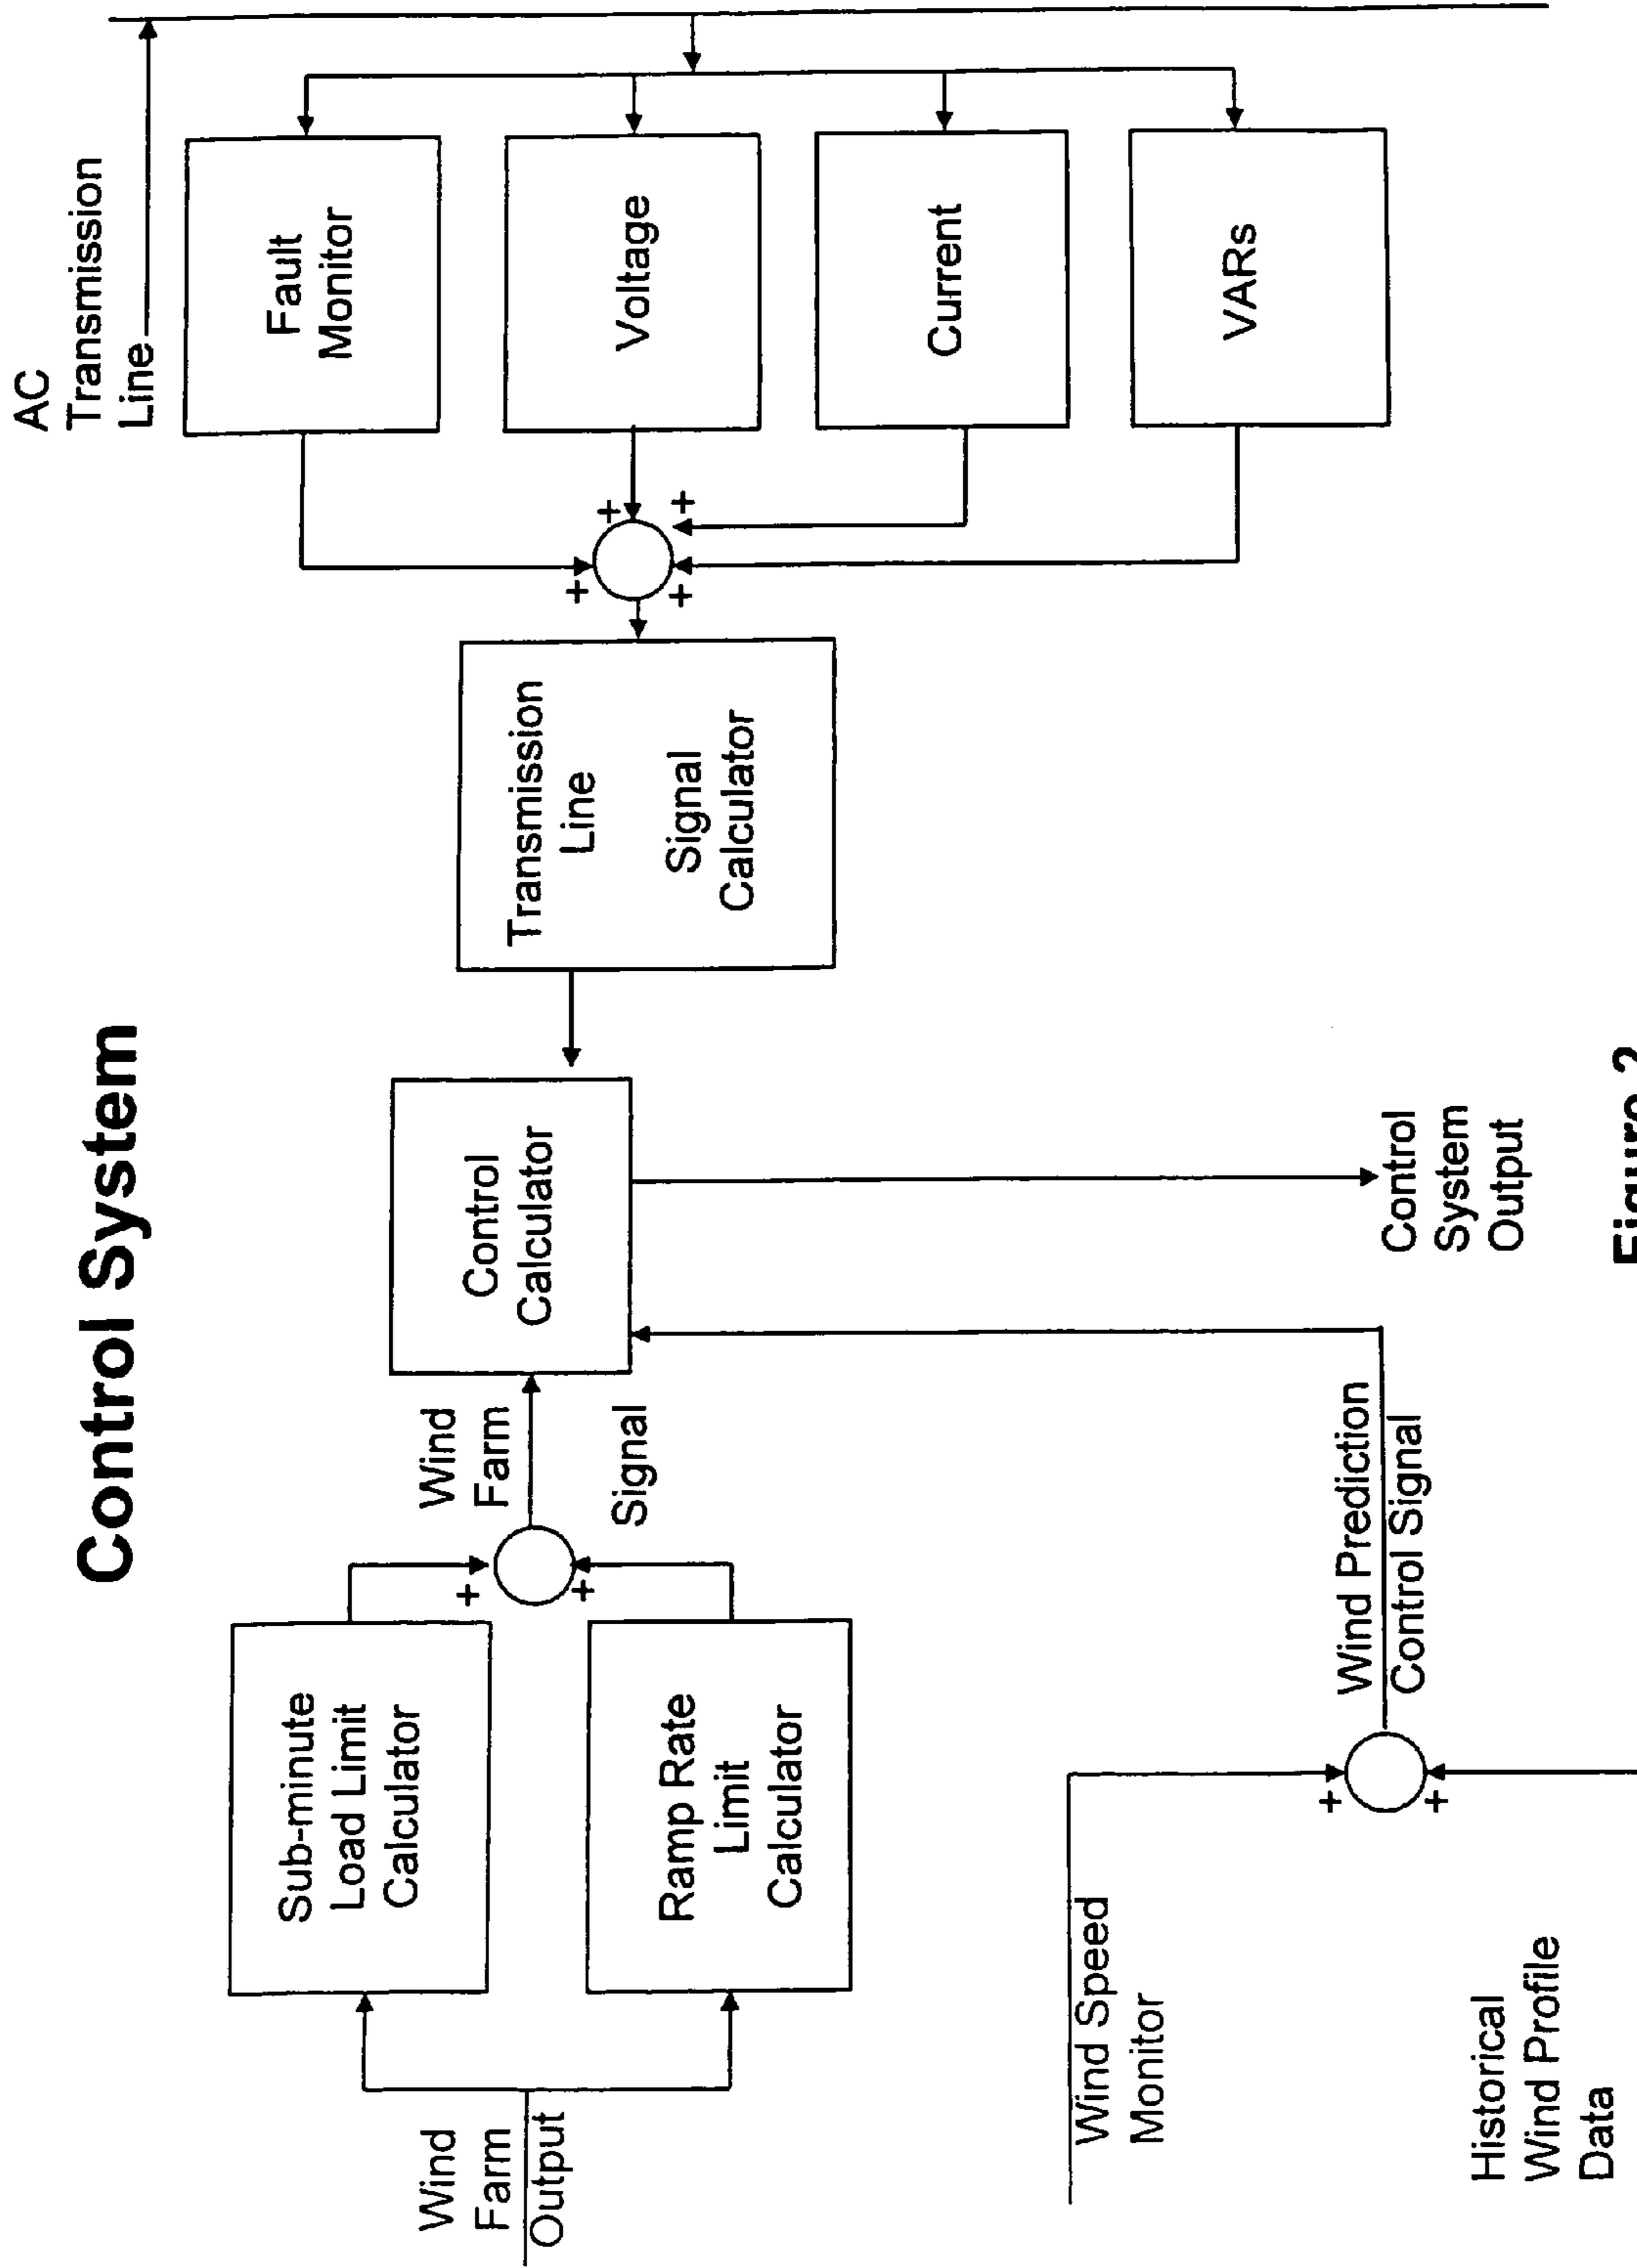 Control System
AC
Transmission
Line
Wind
Farm
Output
Sub-minute
Load Limit
Calculator
Ramp Rate
Limit
Calculator
+
+
Wind
Farm
Signal
Control
Calculator
Transmission
Line
Signal
Calculator
+
+
+
+
Fault
Monitor
Voltage
Current
VARs
Wind Speed
Monitor
Historical
Wind Profile
Data
+
+
Wind Prediction
Control Signal
Control
System
Output
Figure 2